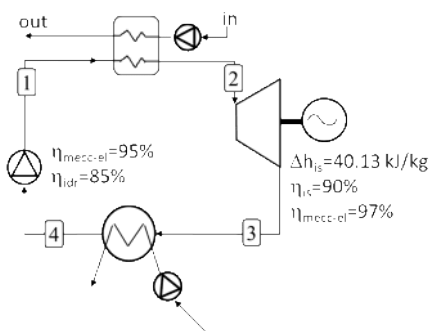 out
in
1
2
η_mecc-el=95%
η_idr=85%
Δh_is=40.13 kJ/kg
η_is=90%
η_mecc-el=97%
4
3